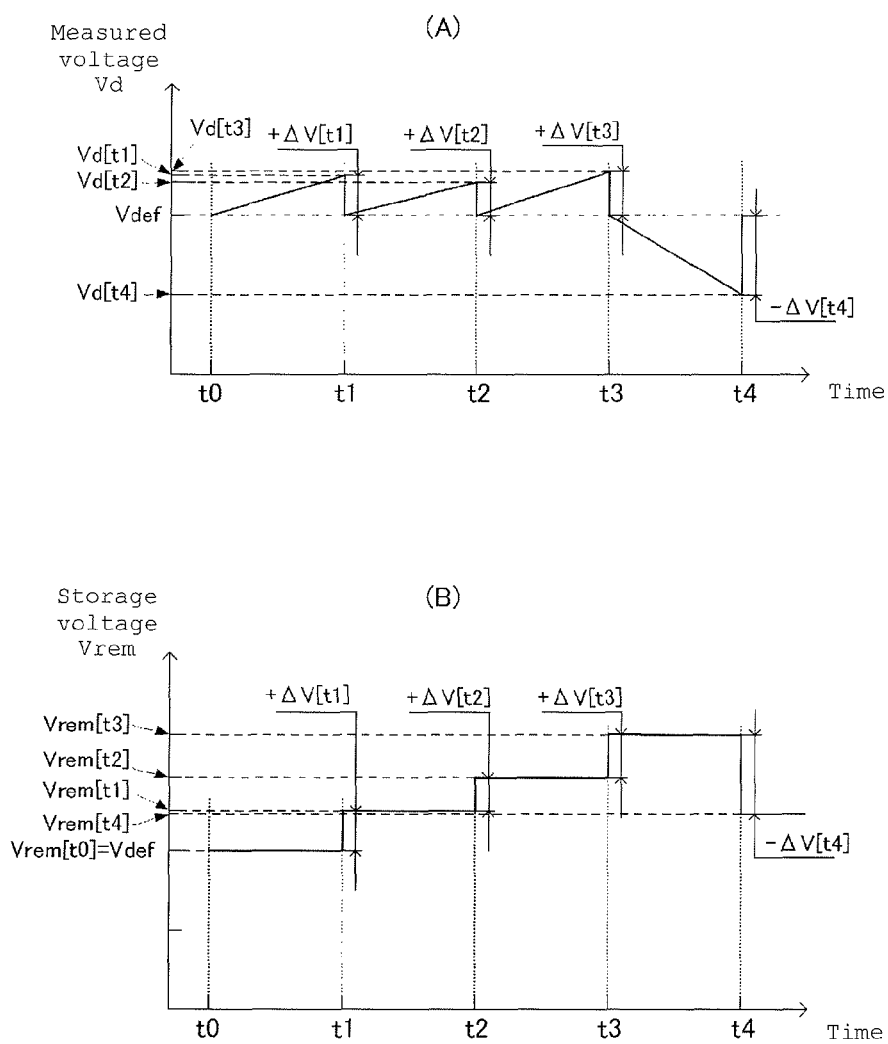 (A)
Measured
voltage
Vd
Vd[t3]
Vd[t1]
Vd[t2]
Vdef
Vd[t4]
+ΔV[t1]
+ΔV[t2]
+ΔV[t3]
-ΔV[t4]
t0
t1
t2
t3
t4
Time
(B)
Storage
voltage
Vrem
+ΔV[t1]
+ΔV[t2]
+ΔV[t3]
Vrem[t3]
Vrem[t2]
Vrem[t1]
Vrem[t4]
Vrem[t0]=Vdef
-ΔV[t4]
t0
t1
t2
t3
t4
Time